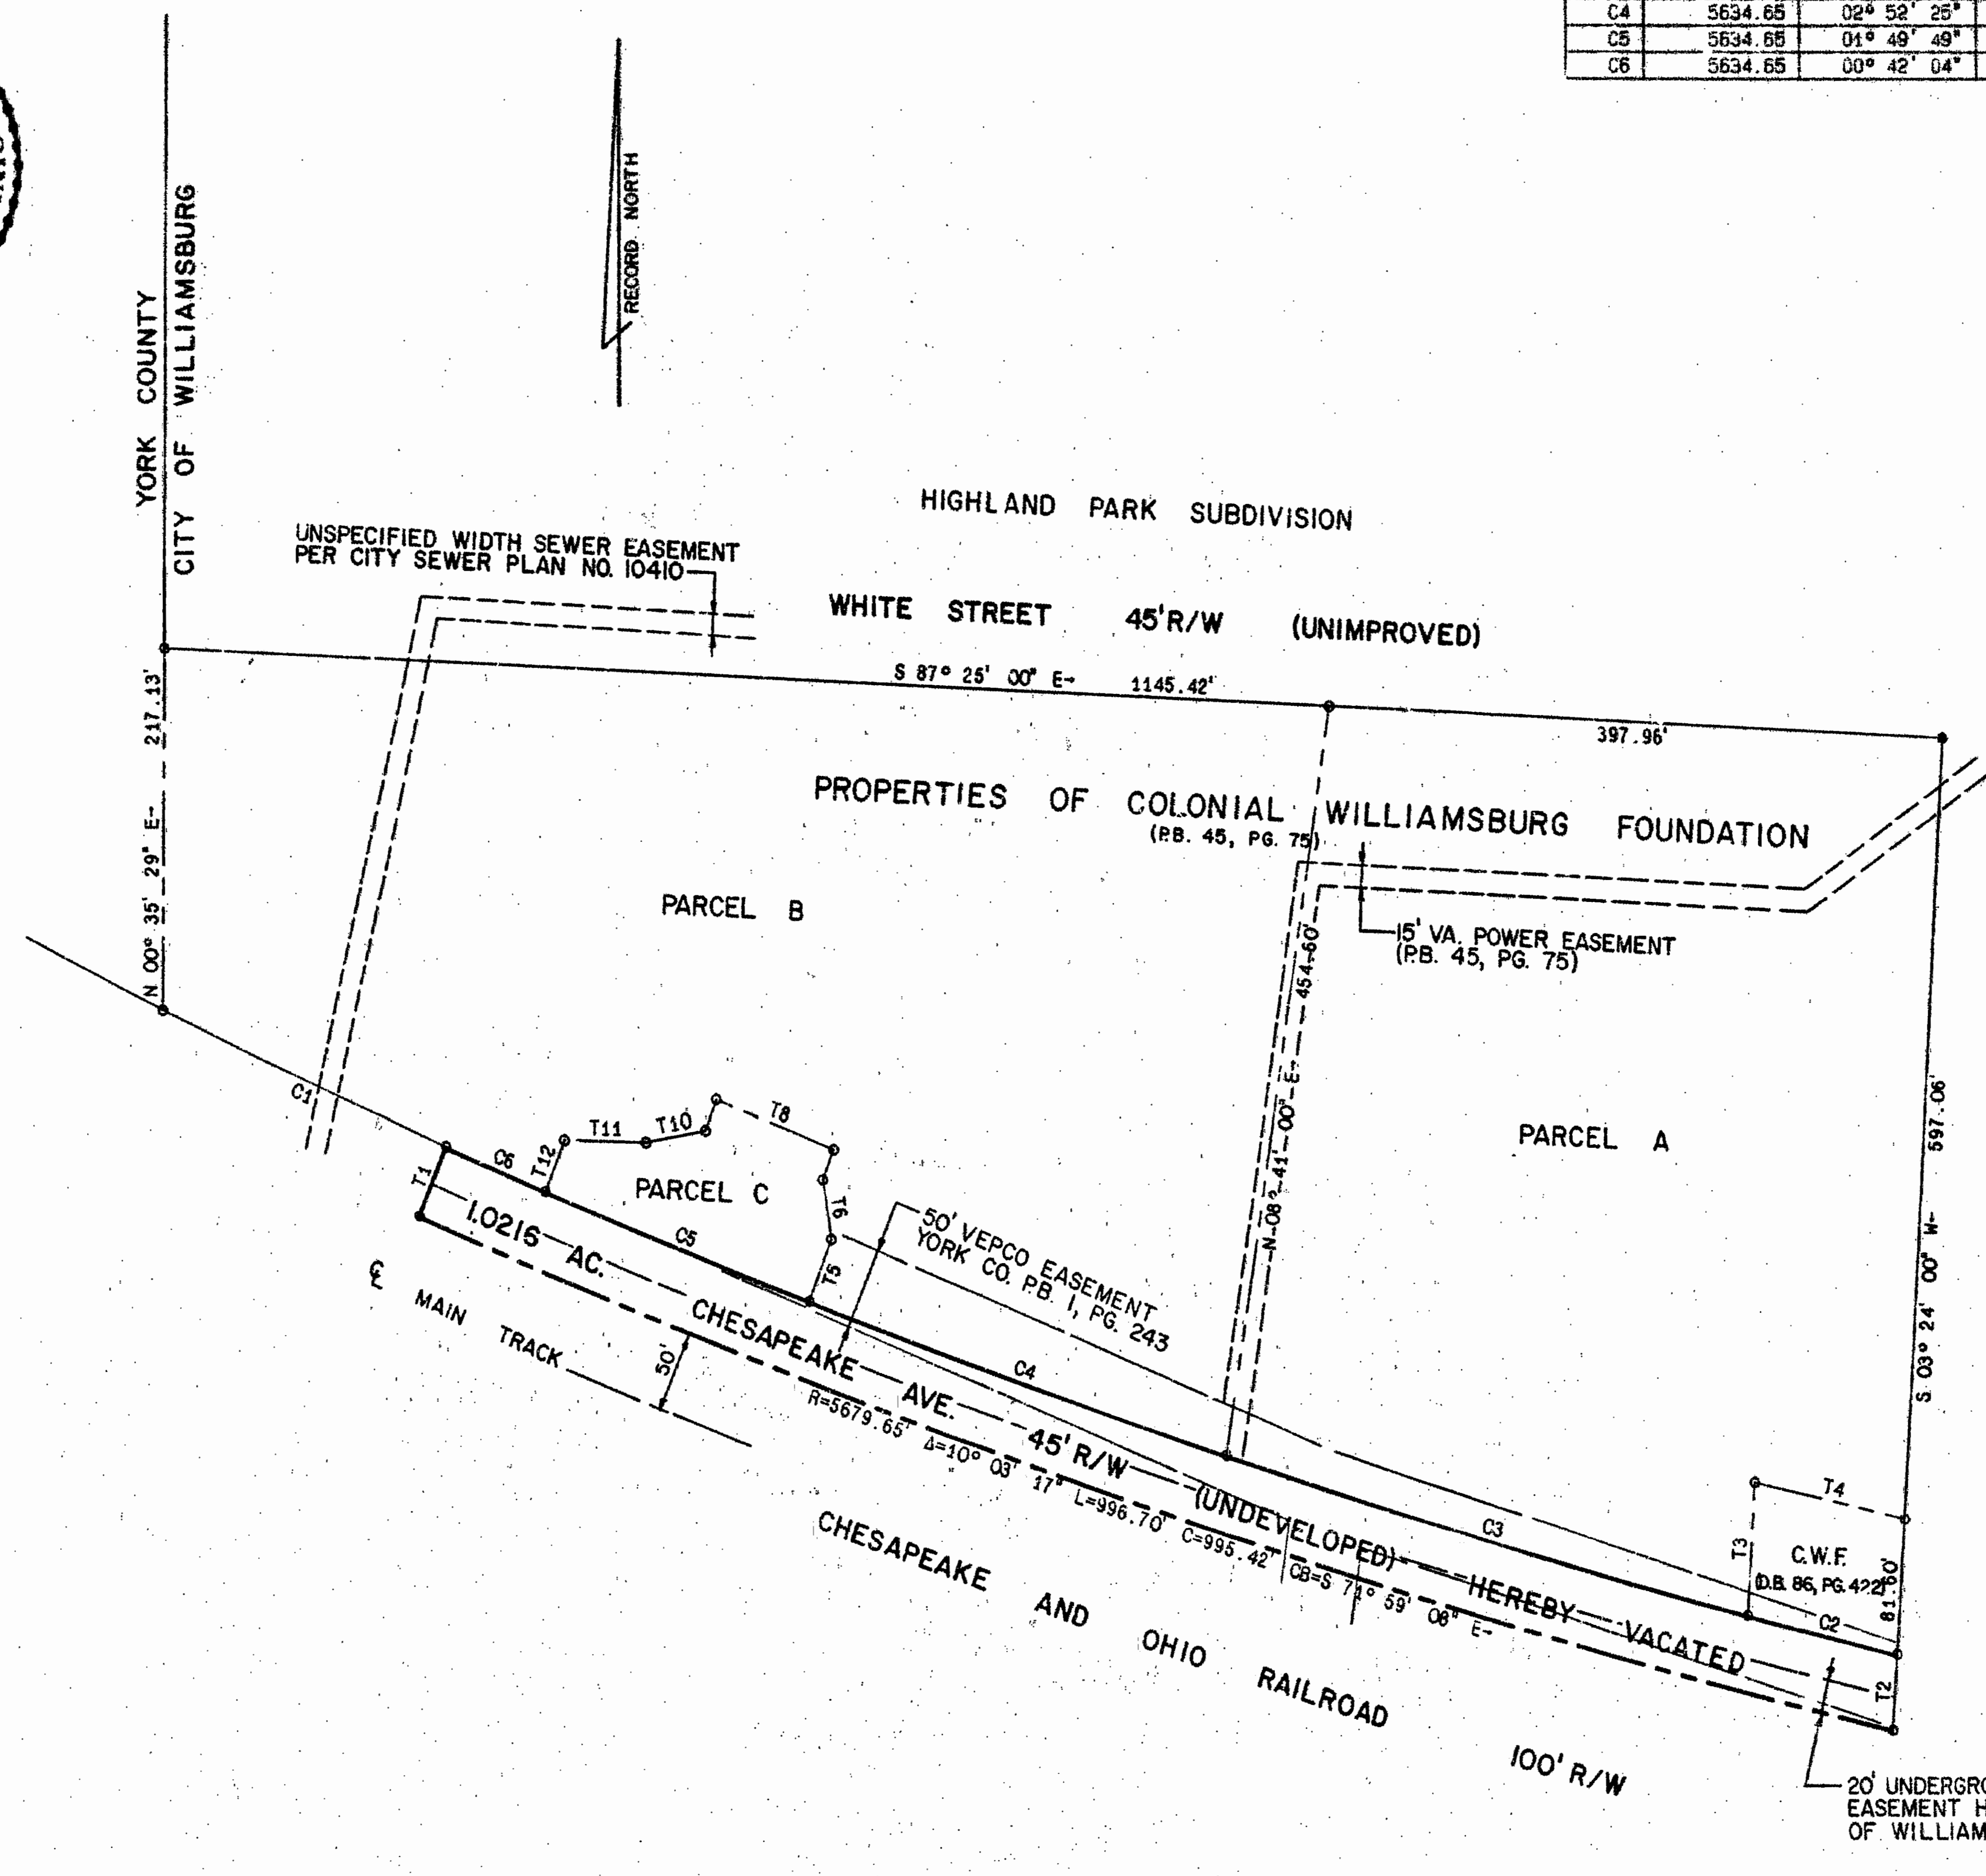 C4 5634.65 02° 52' 25"
C5 5634.65 01° 49' 49"
C6 5634.65 00° 42' 04"
YORK COUNTY
CITY OF WILLIAMSBURG
RECORD NORTH
HIGHLAND PARK SUBDIVISION
UNSPECIFIED WIDTH SEWER EASEMENT
PER CITY SEWER PLAN NO. 10410
WHITE STREET 45' R/W (UNIMPROVED)
S 87° 25' 00" E- 1145.42'
397.96'
N 00° 35' 29" E- 217.13'
PROPERTIES OF COLONIAL WILLIAMSBURG FOUNDATION
(P.B. 45, PG. 75)
PARCEL B
15' VA. POWER EASEMENT
(P.B. 45, PG. 75)
N 08° 41' 00" E- 454.60'
PARCEL A
S 03° 24' 00" W- 597.06'
C1
T1
C6
T12
T11
T10
T8
T6
T5
PARCEL C
C5
50' VEPCO EASEMENT
YORK CO. P.B. 1, PG. 243
C4
C3
T3
T4
C.W.F.
(D.B. 86, PG. 422)
81.60'
C2
T2
1.0216 AC. CHESAPEAKE AVE. 45' R/W (UNDEVELOPED) HEREBY VACATED
R=5679.65' Δ=10° 03' 17" L=996.70' C=995.42' CB=S 71° 59' 08" E-
℄ MAIN TRACK
50'
CHESAPEAKE AND OHIO RAILROAD 100' R/W
20' UNDERGRO
EASEMENT H
OF WILLIAM